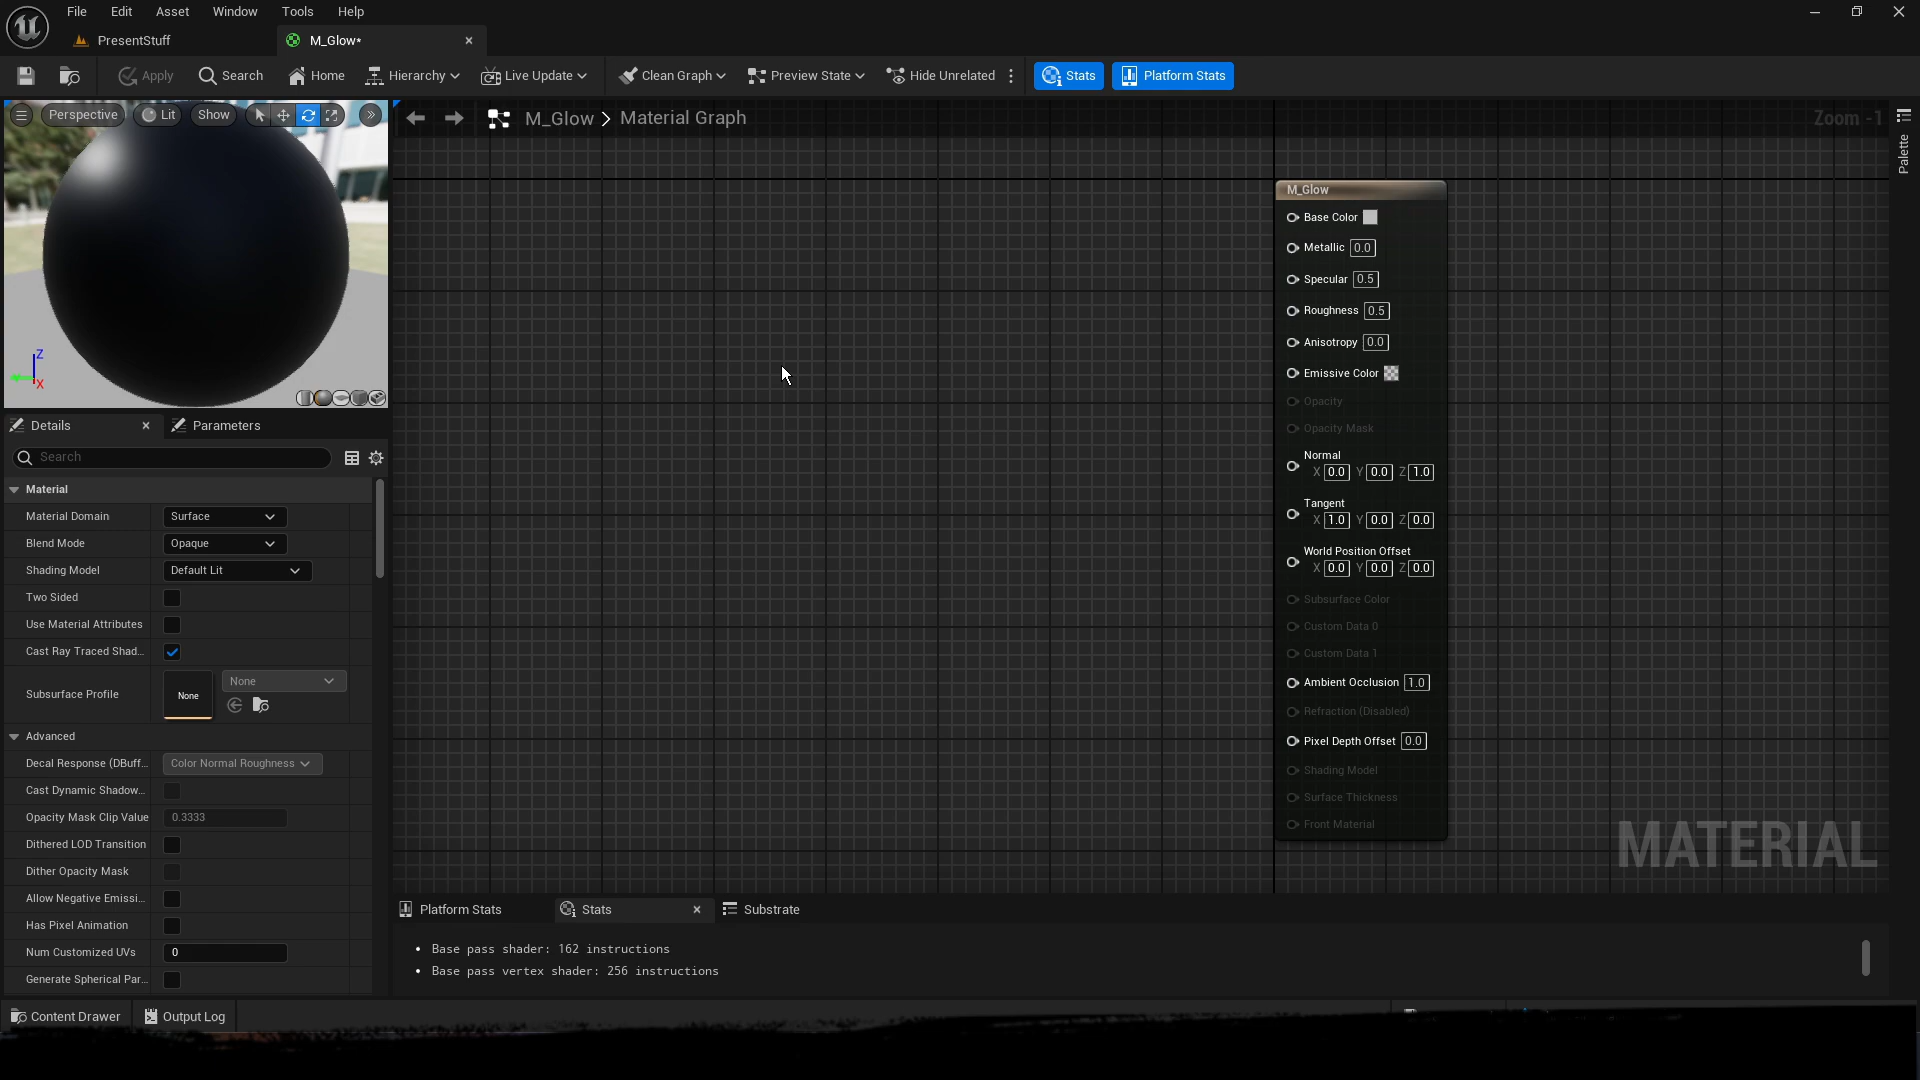 File Edit Asset Window Tools Help
PresentStuff M_Glow*
Apply Search Home Hierarchy Live Update Clean Graph Preview State Hide Unrelated Stats Platform Stats
Perspective Lit Show
M_Glow > Material Graph
Zoom -1
Palette
Z
X
M_Glow
Base Color
Metallic 0.0
Specular 0.5
Roughness 0.5
Anisotropy 0.0
Emissive Color
Opacity
Opacity Mask
Normal
X 0.0 Y 0.0 Z 1.0
Tangent
X 1.0 Y 0.0 Z 0.0
World Position Offset
X 0.0 Y 0.0 Z 0.0
Subsurface Color
Custom Data 0
Custom Data 1
Ambient Occlusion 1.0
Refraction (Disabled)
Pixel Depth Offset 0.0
Shading Model
Surface Thickness
Front Material
MATERIAL
Details Parameters
Search
Material
Material Domain Surface
Blend Mode Opaque
Shading Model Default Lit
Two Sided
Use Material Attributes
Cast Ray Traced Shad...
Subsurface Profile None None
Advanced
Decal Response (DBuff... Color Normal Roughness
Cast Dynamic Shadow...
Opacity Mask Clip Value 0.3333
Dithered LOD Transition
Dither Opacity Mask
Allow Negative Emissi...
Has Pixel Animation
Num Customized UVs 0
Generate Spherical Par...
Platform Stats Stats Substrate
• Base pass shader: 162 instructions
• Base pass vertex shader: 256 instructions
Content Drawer Output Log